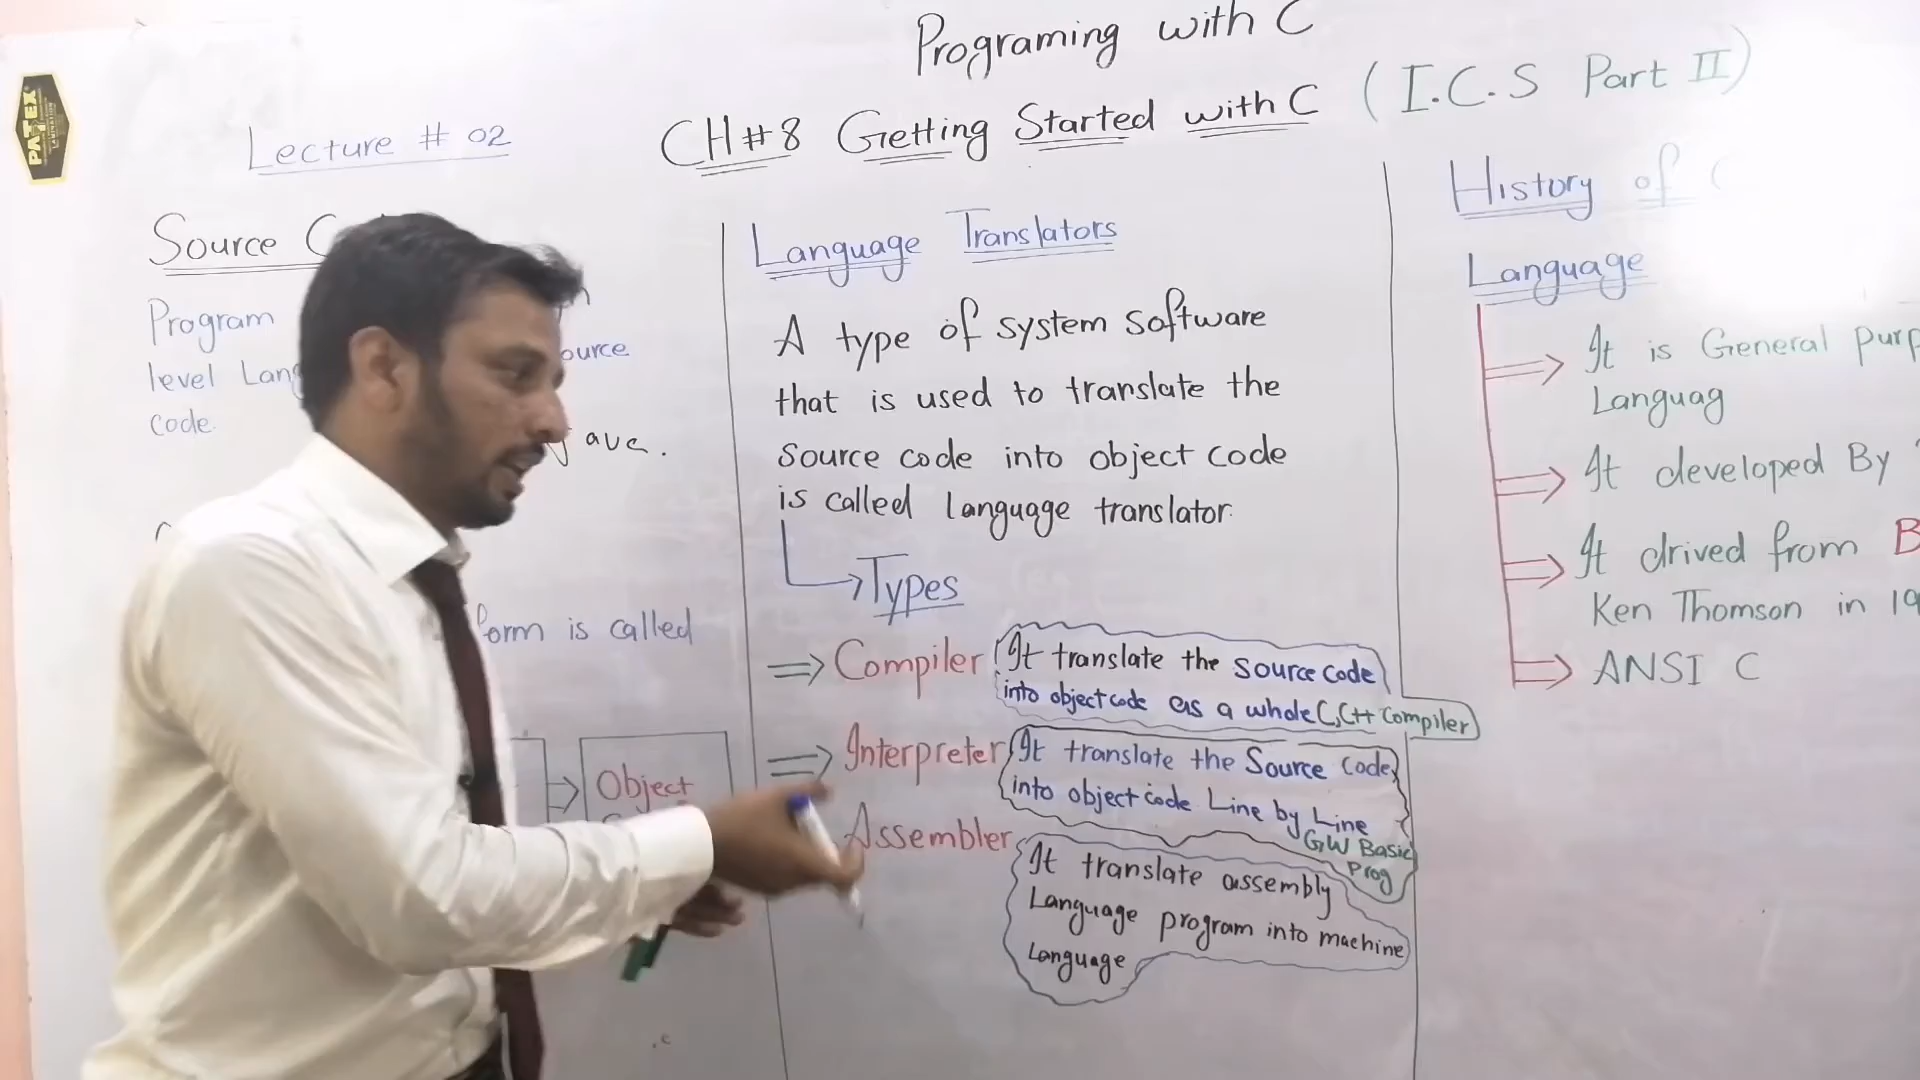 Programing with C
CH#8 Getting Started with C (I.C.S Part II)
Lecture # 02
PATEX
LAMINATION
Source
Program
level
ource
code.
form is called
Object
Language Translators
A type of system software
that is used to translate the
source code into object code
is called language translator.
Types
⇒ Compiler It translate the source code
into object code as a whole C, C++ Compiler
⇒ Interpreter It translate the Source Code
into object code Line by Line
GW Basic
Prog
Assembler It translate assembly
Language program into machine
Language
History of
Language
⇒ It is General
Languag
⇒ It developed By
⇒ It drived from B
Ken Thomson in 19
⇒ ANSI C